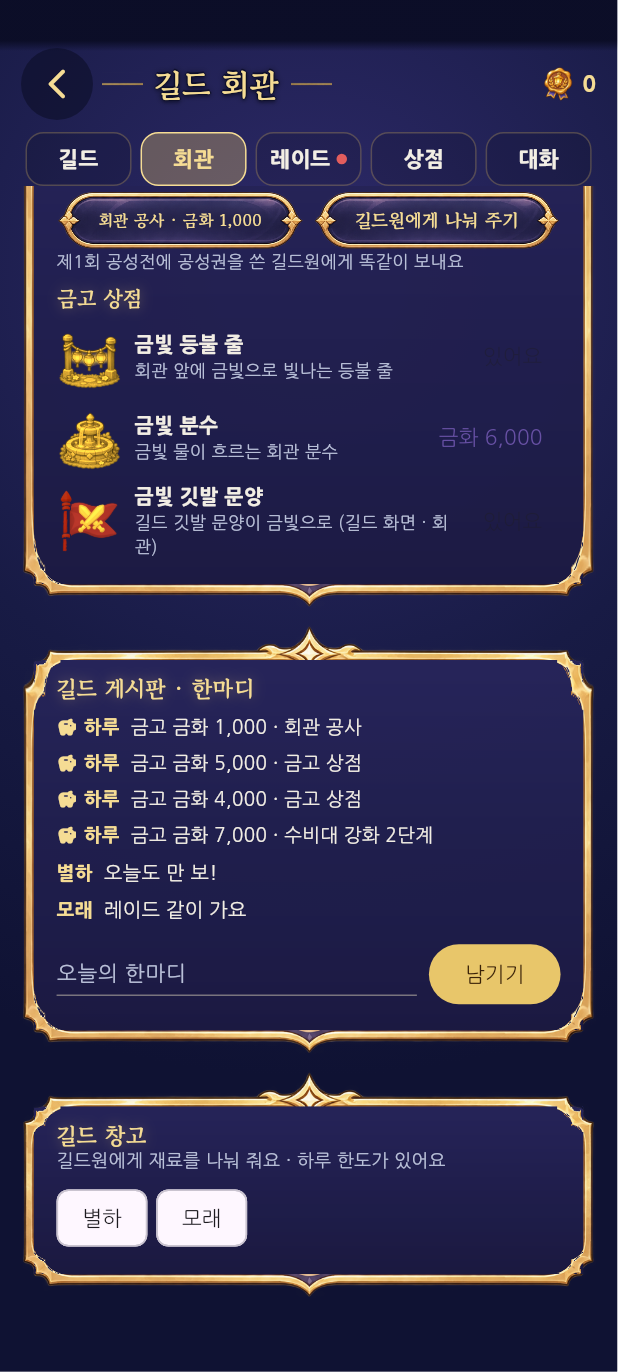 길드 회관
0
길드
회관
레이드
상점
대화
회관 공사 · 금화 1,000
길드원에게 나눠 주기
제1회 공성전에 공성권을 쓴 길드원에게 똑같이 보내요
금고 상점
금빛 등불 줄
회관 앞에 금빛으로 빛나는 등불 줄
금빛 분수
금빛 물이 흐르는 회관 분수
금화 6,000
금빛 깃발 문양
길드 깃발 문양이 금빛으로 (길드 화면 · 회
관)
길드 게시판 · 한마디
하루 금고 금화 1,000 · 회관 공사
하루 금고 금화 5,000 · 금고 상점
하루 금고 금화 4,000 · 금고 상점
하루 금고 금화 7,000 · 수비대 강화 2단계
별하 오늘도 만 보!
모래 레이드 같이 가요
오늘의 한마디
남기기
길드 창고
길드원에게 재료를 나눠 줘요 · 하루 한도가 있어요
별하
모래